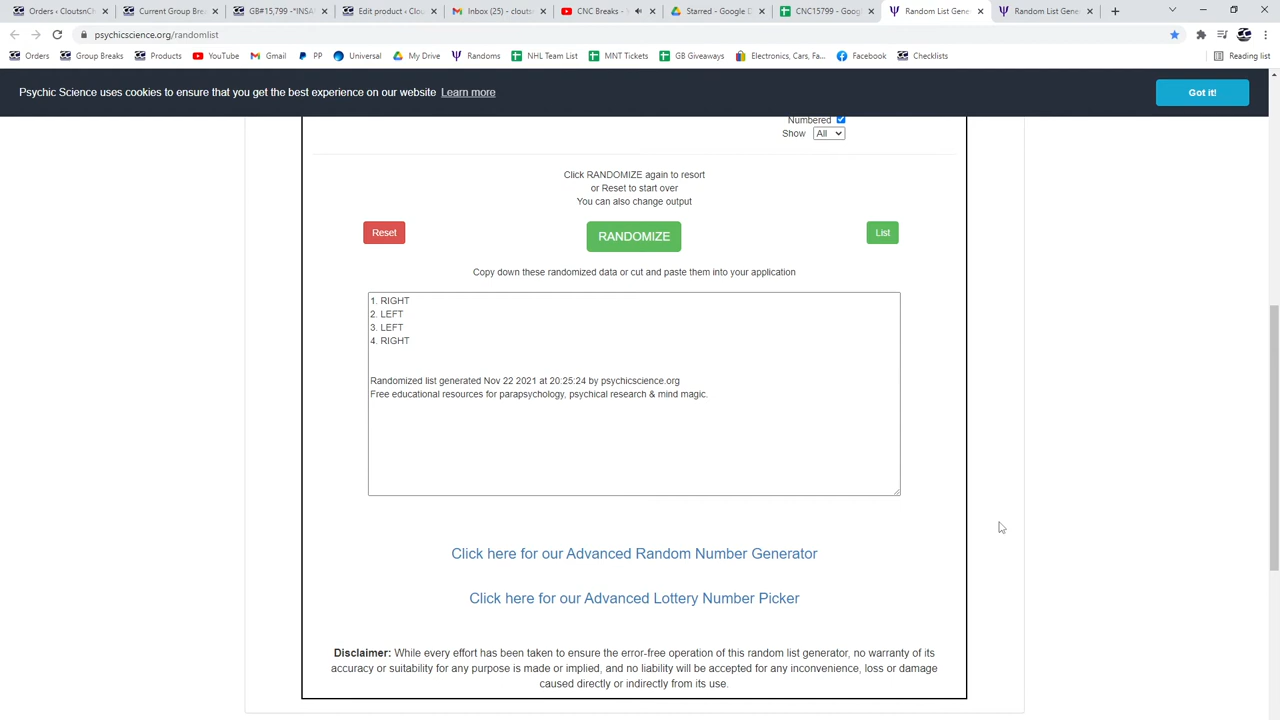 Orders ‹ CloutsnCh
Current Group Brea
GB#15,799 -"INSA
Edit product ‹ Clou
Inbox (25) - clouts
CNC Breaks -
Starred - Google D
CNC15799 - Goog
Random List Gene
Random List Gene
psychicscience.org/randomlist
Orders
Group Breaks
Products
YouTube
Gmail
PP
Universal
My Drive
Randoms
NHL Team List
MNT Tickets
GB Giveaways
Electronics, Cars, Fa...
Facebook
Checklists
Reading list
Psychic Science uses cookies to ensure that you get the best experience on our website Learn more
Got it!
Numbered
Show All
Click RANDOMIZE again to resort
or Reset to start over
You can also change output
Reset
RANDOMIZE
List
Copy down these randomized data or cut and paste them into your application
1. RIGHT
2. LEFT
3. LEFT
4. RIGHT
Randomized list generated Nov 22 2021 at 20:25:24 by psychicscience.org
Free educational resources for parapsychology, psychical research & mind magic.
Click here for our Advanced Random Number Generator
Click here for our Advanced Lottery Number Picker
Disclaimer: While every effort has been taken to ensure the error-free operation of this random list generator, no warranty of its
accuracy or suitability for any purpose is made or implied, and no liability will be accepted for any inconvenience, loss or damage
caused directly or indirectly from its use.